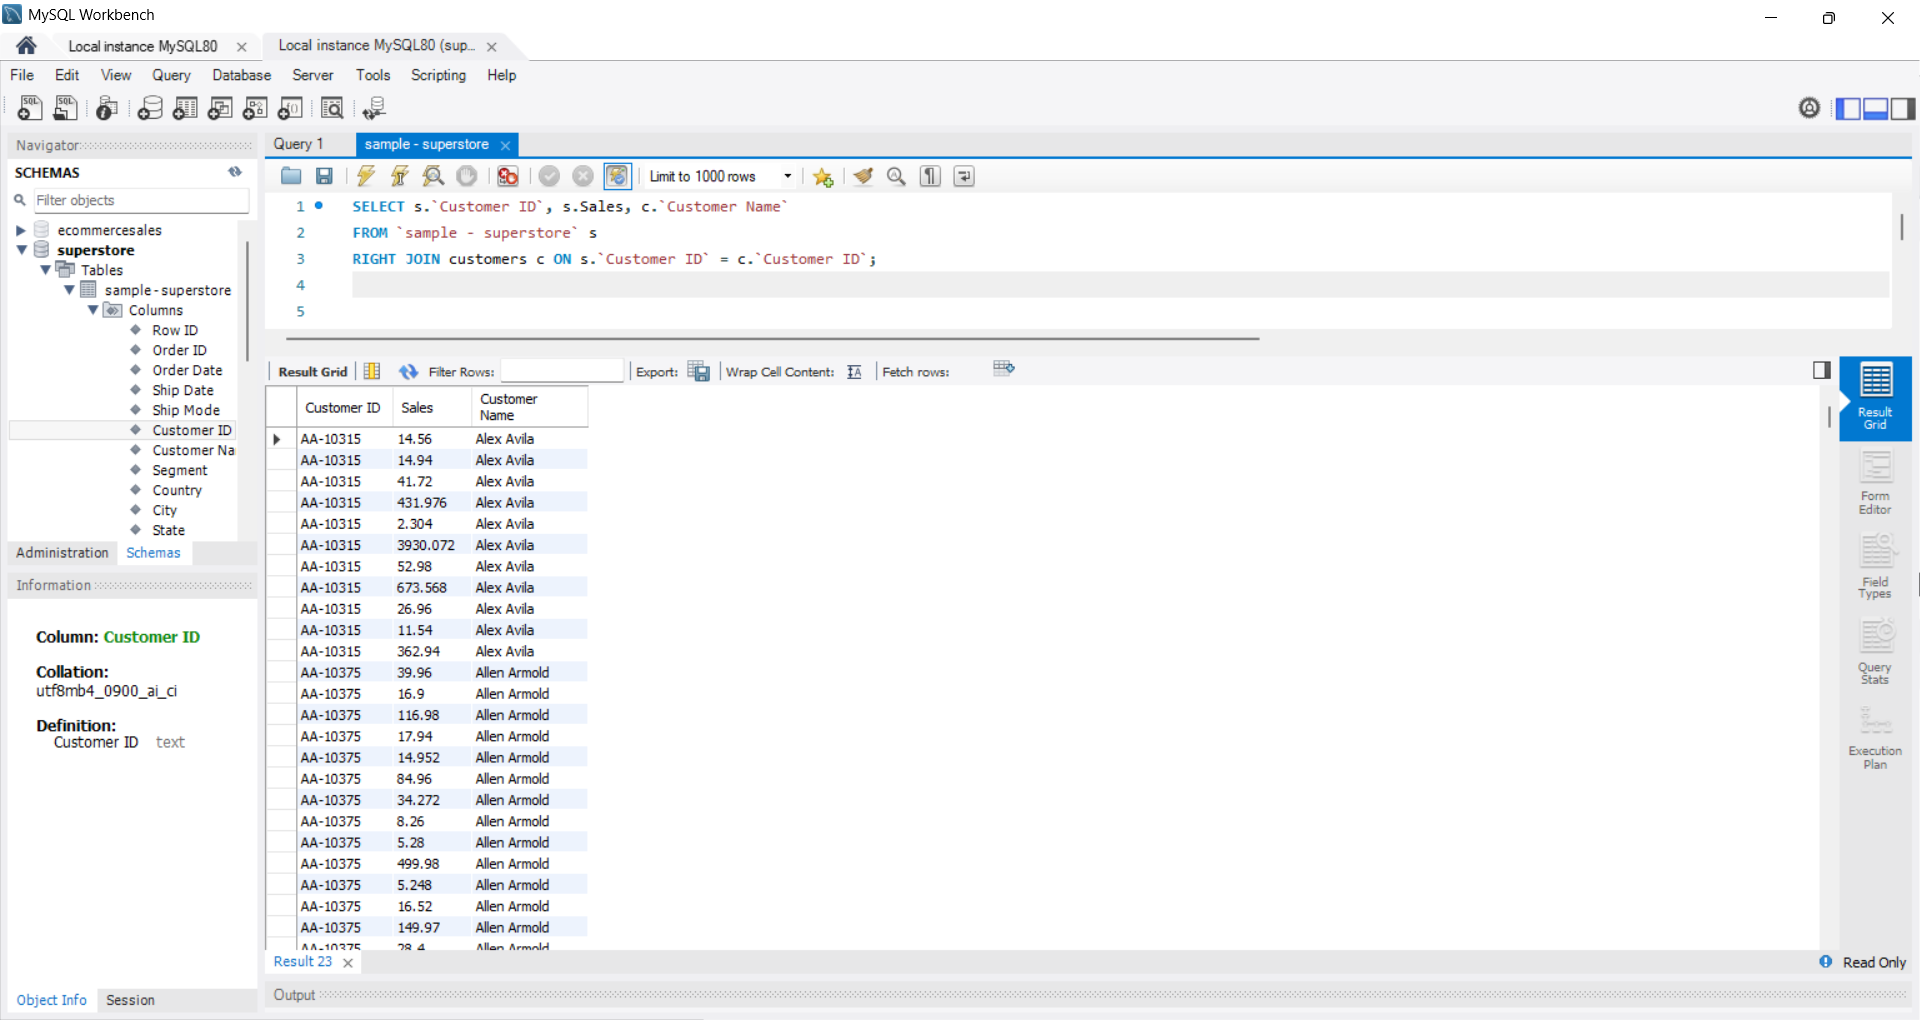 MySQL Workbench
Local instance MySQL80
Local instance MySQL80 (sup...
File Edit View Query Database Server Tools Scripting Help
Navigator
SCHEMAS
Filter objects
ecommercesales
superstore
Tables
sample - superstore
Columns
Row ID
Order ID
Order Date
Ship Date
Ship Mode
Customer ID
Customer Na
Segment
Country
City
State
Administration Schemas
Information
Column: Customer ID
Collation:
utf8mb4_0900_ai_ci
Definition:
Customer ID text
Object Info Session
Query 1 sample - superstore
Limit to 1000 rows
1 SELECT s.`Customer ID`, s.Sales, c.`Customer Name`
2 FROM `sample - superstore` s
3 RIGHT JOIN customers c ON s.`Customer ID` = c.`Customer ID`;
4
5
Result Grid Filter Rows: Export: Wrap Cell Content: Fetch rows:
Customer ID Sales Customer Name
AA-10315 14.56 Alex Avila
AA-10315 14.94 Alex Avila
AA-10315 41.72 Alex Avila
AA-10315 431.976 Alex Avila
AA-10315 2.304 Alex Avila
AA-10315 3930.072 Alex Avila
AA-10315 52.98 Alex Avila
AA-10315 673.568 Alex Avila
AA-10315 26.96 Alex Avila
AA-10315 11.54 Alex Avila
AA-10315 362.94 Alex Avila
AA-10375 39.96 Allen Armold
AA-10375 16.9 Allen Armold
AA-10375 116.98 Allen Armold
AA-10375 17.94 Allen Armold
AA-10375 14.952 Allen Armold
AA-10375 84.96 Allen Armold
AA-10375 34.272 Allen Armold
AA-10375 8.26 Allen Armold
AA-10375 5.28 Allen Armold
AA-10375 499.98 Allen Armold
AA-10375 5.248 Allen Armold
AA-10375 16.52 Allen Armold
AA-10375 149.97 Allen Armold
AA-10375 28.4 Allen Armold
Result 23
Read Only
Output
Result
Grid
Form
Editor
Field
Types
Query
Stats
Execution
Plan